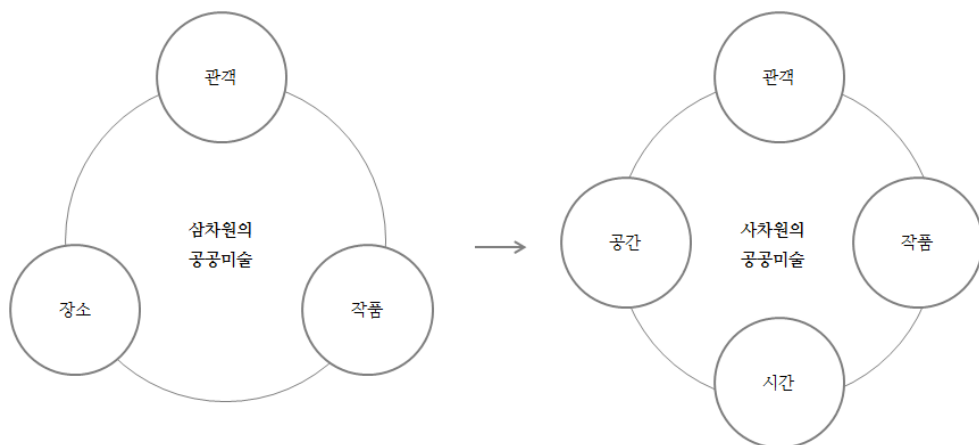 관객
삼차원의
공공미술
장소
작품
관객
공간
사차원의
공공미술
작품
시간